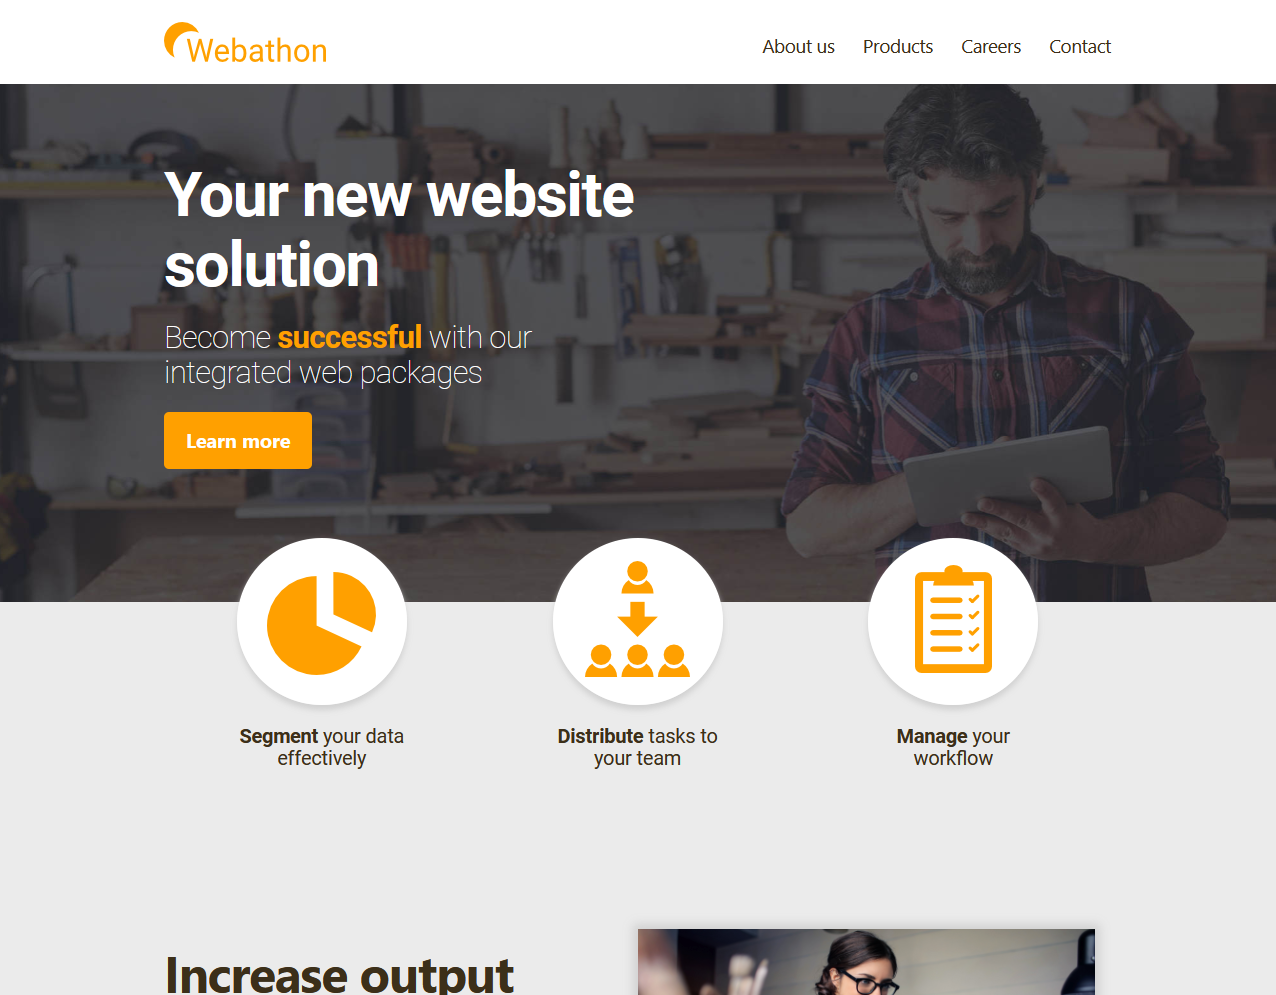 Webathon
About us Products Careers Contact
Your new website
solution
Become successful with our
integrated web packages
Learn more
Segment your data
effectively
Distribute tasks to
your team
Manage your
workflow
Increase output